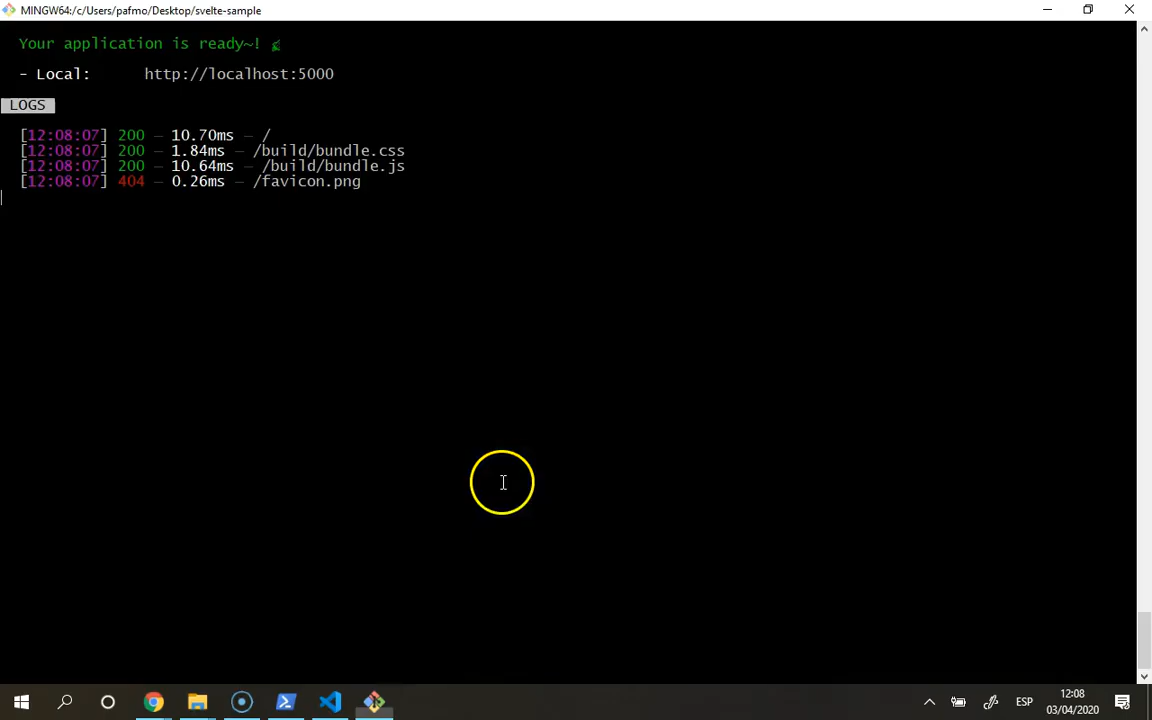 MINGW64:/c/Users/pafmo/Desktop/svelte-sample
Your application is ready~!
- Local: http://localhost:5000
LOGS
[12:08:07] 200 — 10.70ms — /
[12:08:07] 200 — 1.84ms — /build/bundle.css
[12:08:07] 200 — 10.64ms — /build/bundle.js
[12:08:07] 404 — 0.26ms — /favicon.png
ESP
12:08
03/04/2020